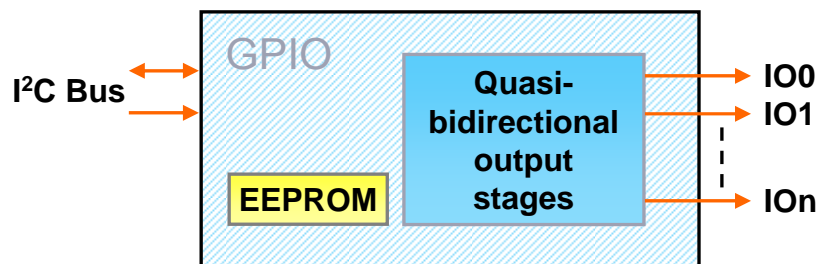 GPIO
I²C Bus
Quasi-
bidirectional
output
stages
EEPROM
IO0
IO1
IOn